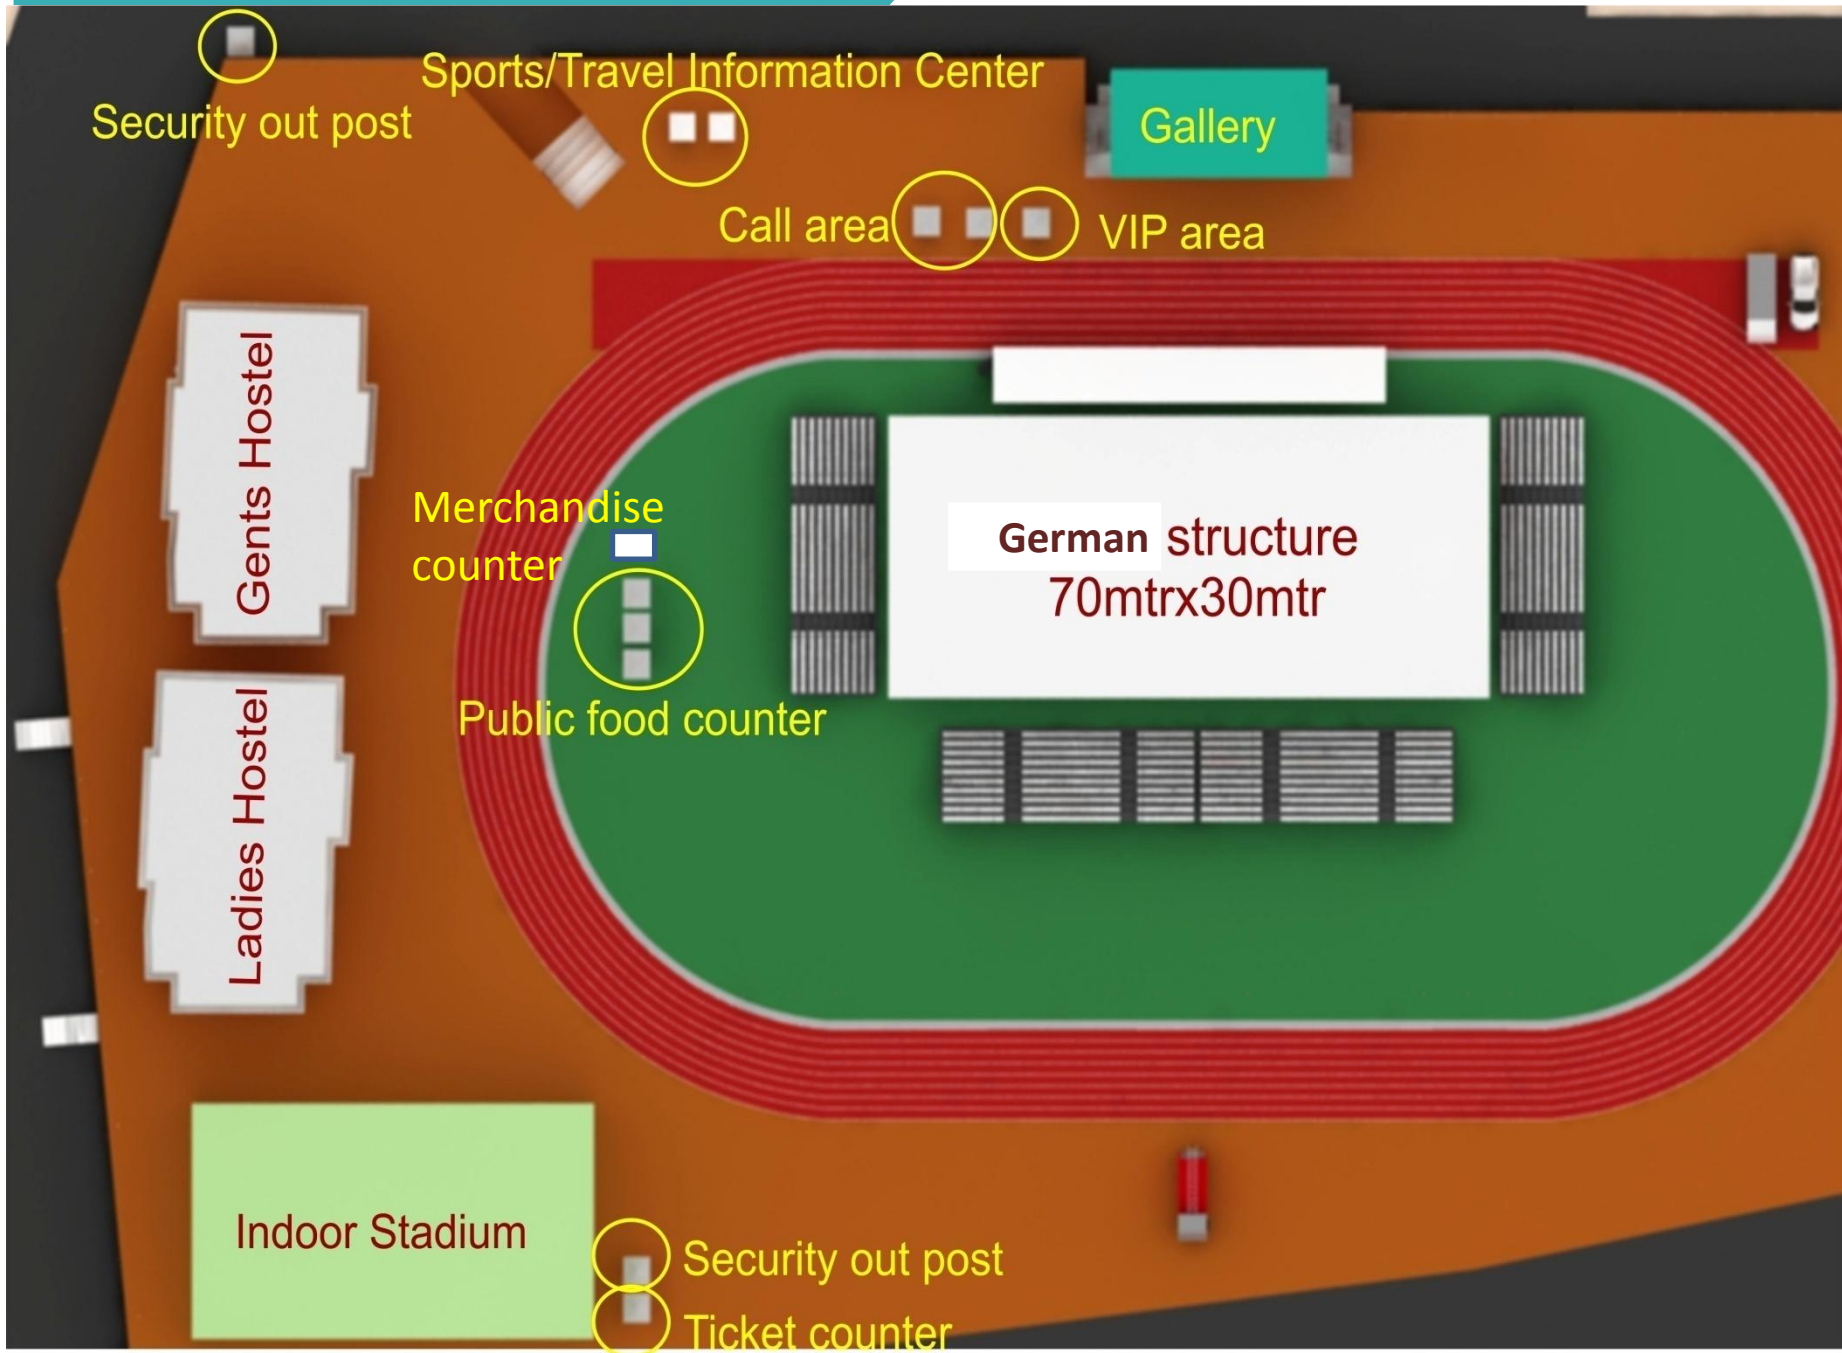 Sports/Travel Information Center
Security out post
Gallery
Call area
VIP area
Gents Hostel
Merchandise
counter
German structure
70mtrx30mtr
Public food counter
Ladies Hostel
Indoor Stadium
Security out post
Ticket counter